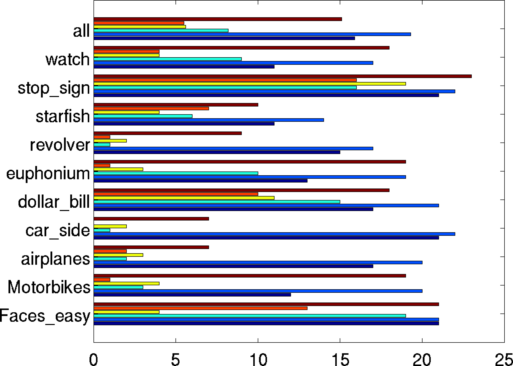 all
watch
stop_sign
starfish
revolver
euphonium
dollar_bill
car_side
airplanes
Motorbikes
Faces_easy
0 5 10 15 20 25